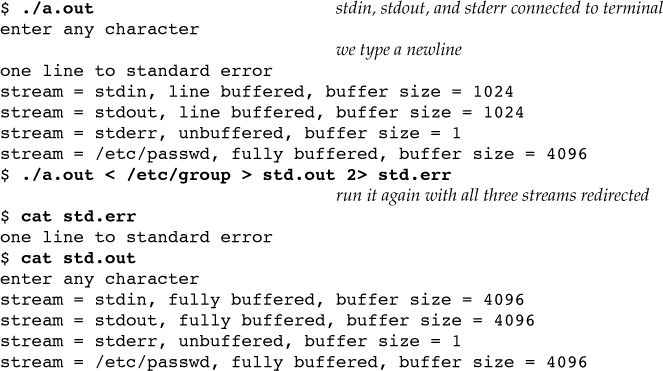 $ ./a.out stdin, stdout, and stderr connected to terminal
enter any character
we type a newline
one line to standard error
stream = stdin, line buffered, buffer size = 1024
stream = stdout, line buffered, buffer size = 1024
stream = stderr, unbuffered, buffer size = 1
stream = /etc/passwd, fully buffered, buffer size = 4096
$ ./a.out < /etc/group > std.out 2> std.err
run it again with all three streams redirected
$ cat std.err
one line to standard error
$ cat std.out
enter any character
stream = stdin, fully buffered, buffer size = 4096
stream = stdout, fully buffered, buffer size = 4096
stream = stderr, unbuffered, buffer size = 1
stream = /etc/passwd, fully buffered, buffer size = 4096